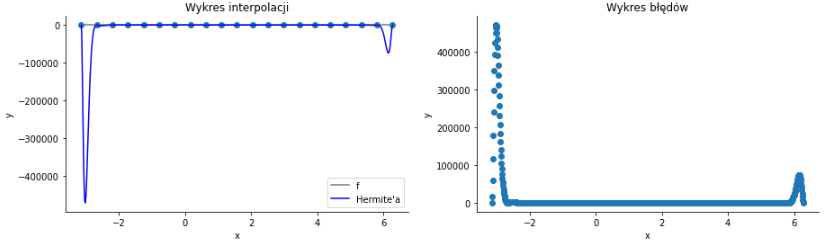 Wykres interpolacji
y
0
−100000
−200000
−300000
−400000
−2
0
2
4
6
x
f
Hermite'a
Wykres błędów
y
400000
300000
200000
100000
0
−2
0
2
4
6
x